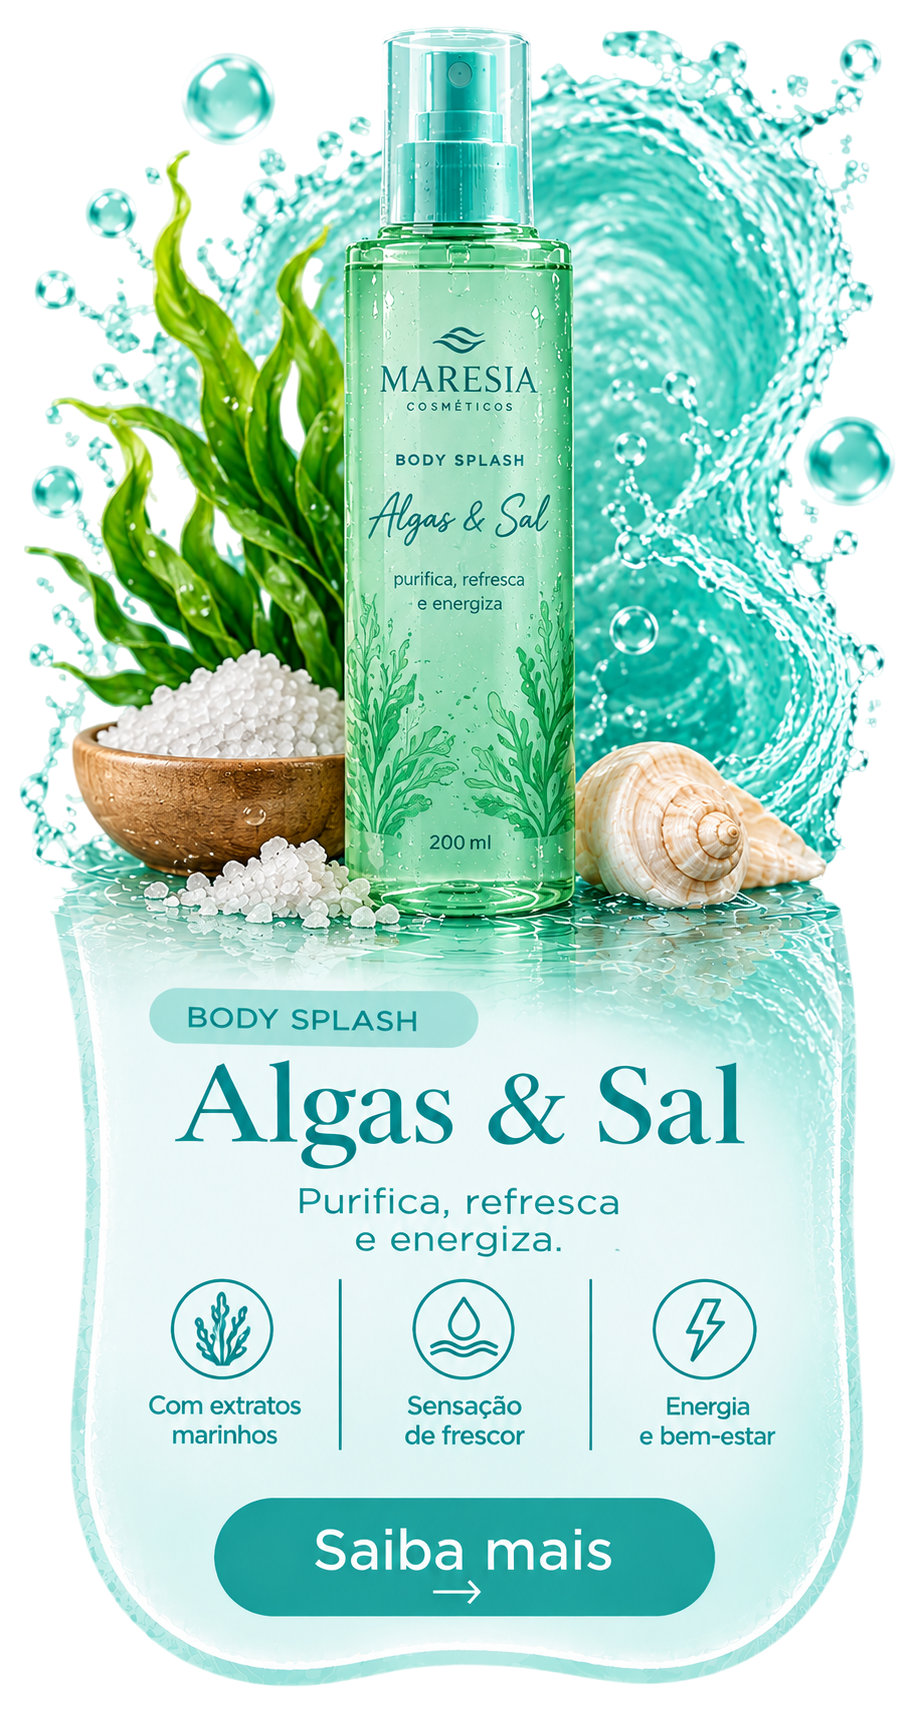 MARESIA
COSMÉTICOS
BODY SPLASH
Algas & Sal
purifica, refresca
e energiza
200 ml
BODY SPLASH
Algas & Sal
Purifica, refresca
e energiza.
Com extratos
marinhos
Sensação
de frescor
Energia
e bem-estar
Saiba mais
→